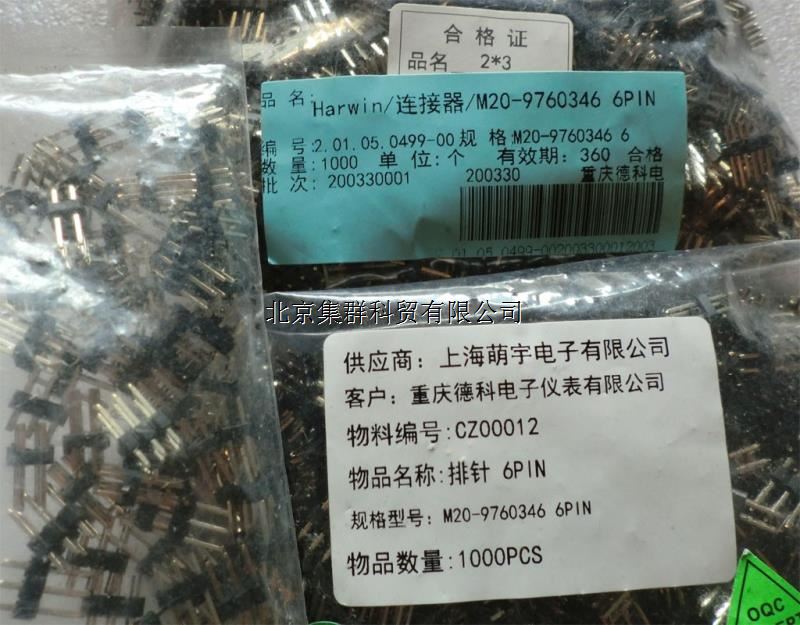 合格证
品名 2*3
品 名: Harwin/连接器/M20-9760346 6PIN
编 号:2.01.05.0499-00 规 格:M20-9760346 6
数量: 1000 单 位:个 有效期: 360 合格
批 次: 200330001 200330 重庆德科电
01.05.0499-002003300012003
北京集群科贸有限公司
供应商: 上海萌宇电子有限公司
客户: 重庆德科电子仪表有限公司
物料编号:CZ00012
物品名称:排针 6PIN
规格型号: M20-9760346 6PIN
物品数量:1000PCS
OQC